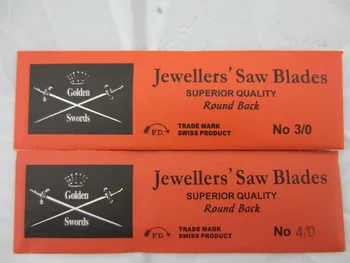 Golden
Swords
Jewellers' Saw Blades
SUPERIOR QUALITY
Round Back
F.D.
TRADE MARK
SWISS PRODUCT
No 3/0
Golden
Swords
Jewellers' Saw Blades
SUPERIOR QUALITY
Round Back
F.D.
TRADE MARK
SWISS PRODUCT
No 4/0